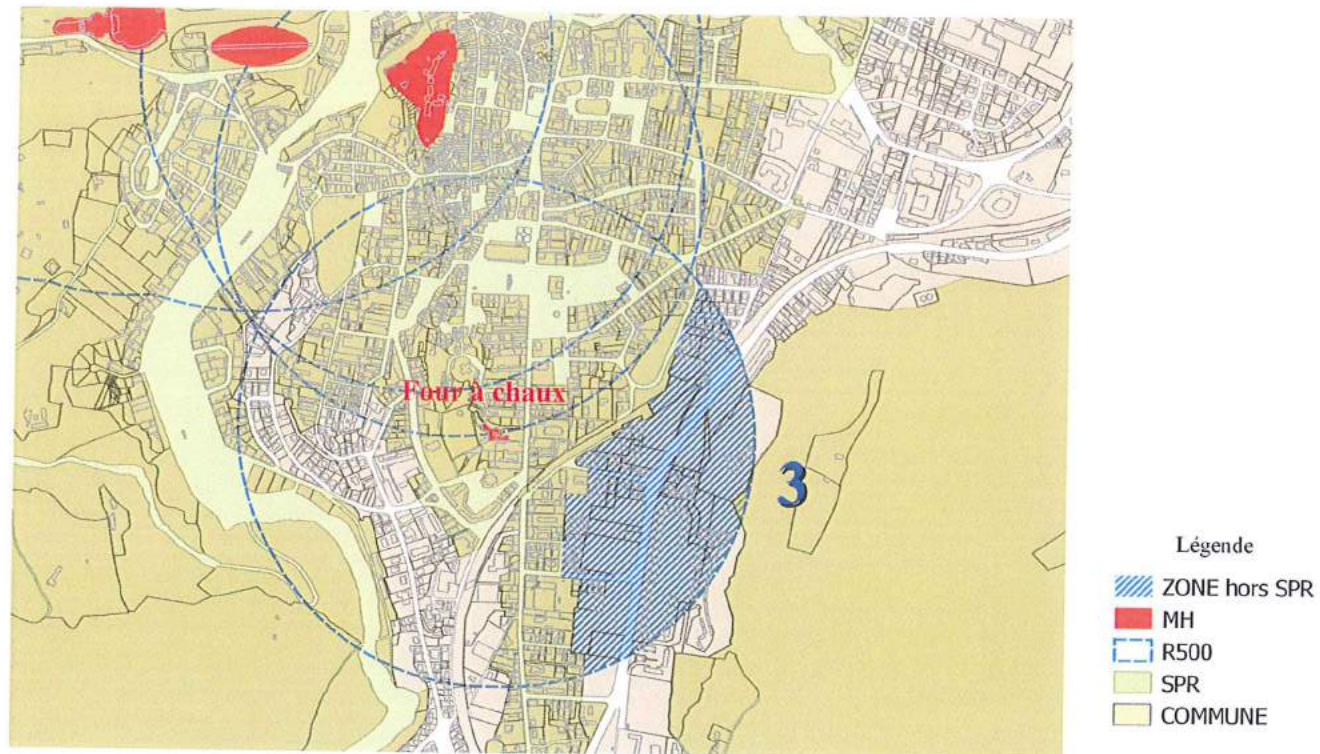 Four à chaux
3
Légende
ZONE hors SPR
MH
R500
SPR
COMMUNE